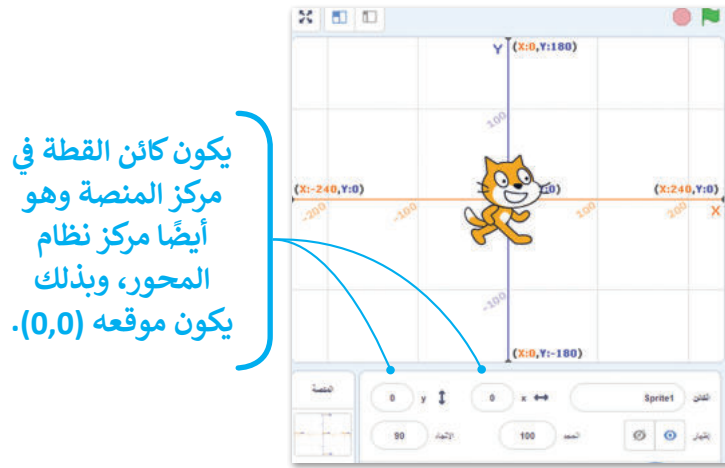 يكون كائن القطة في
مركز المنصة وهو
أيضًا مركز نظام
المحور، وبذلك
يكون موقعه (0,0).
Y (X:0,Y:180)
100
(X:-240,Y:0)
,0)
(X:240,Y:0)
-200
-100
100
200
X
-100
(X:0,Y:-180)
المنصة
الكائن Sprite1 x 0 y 0
إظهار الحجم 100 الاتجاه 90